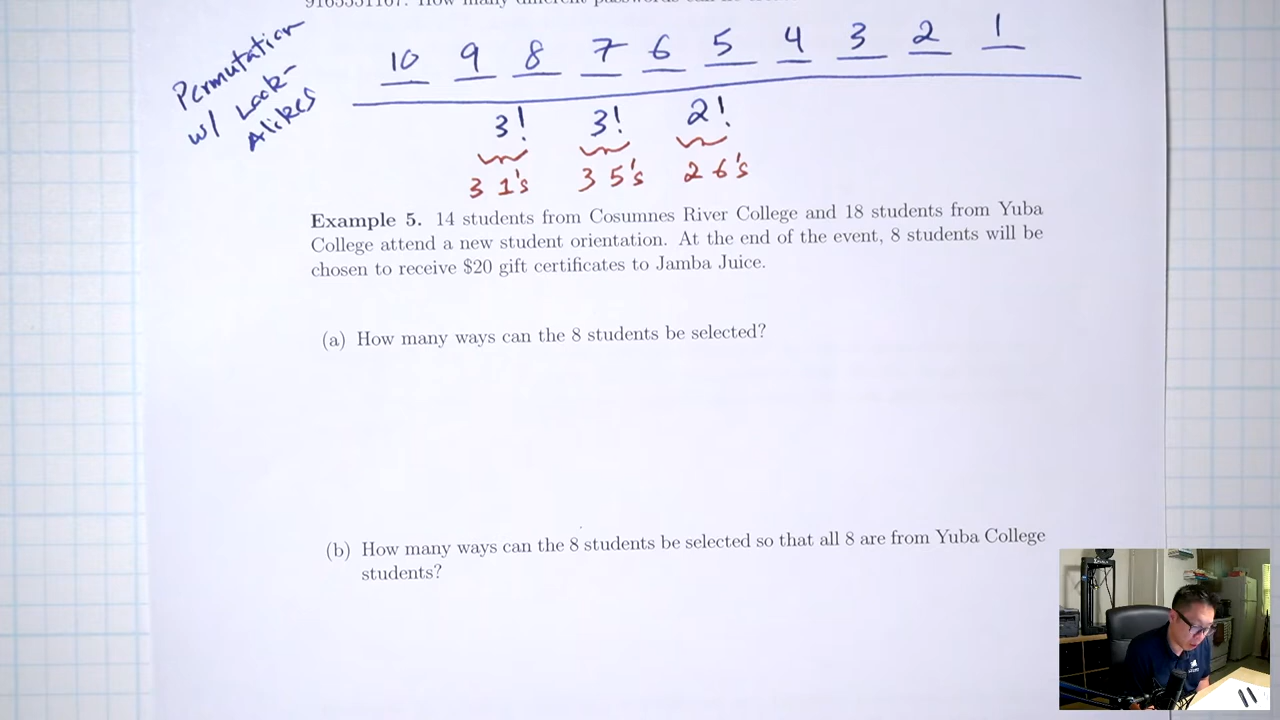 10 9 8 7 6 5 4 3 2 1
Permutation
w/ Look-
Alikes
3! 3! 2!
3 1's 3 5's 2 6's
Example 5. 14 students from Cosumnes River College and 18 students from Yuba
College attend a new student orientation. At the end of the event, 8 students will be
chosen to receive $20 gift certificates to Jamba Juice.
(a) How many ways can the 8 students be selected?
(b) How many ways can the 8 students be selected so that all 8 are from Yuba College
students?